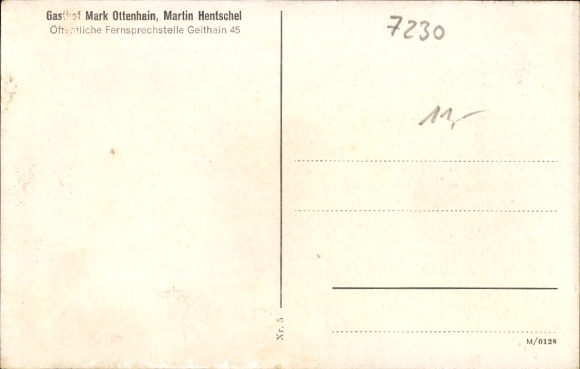 Gasthof Mark Ottenhain, Martin Hentschel
Öffentliche Fernsprechstelle Geithain 45
7230
11,-
Nr. 5
M/0128